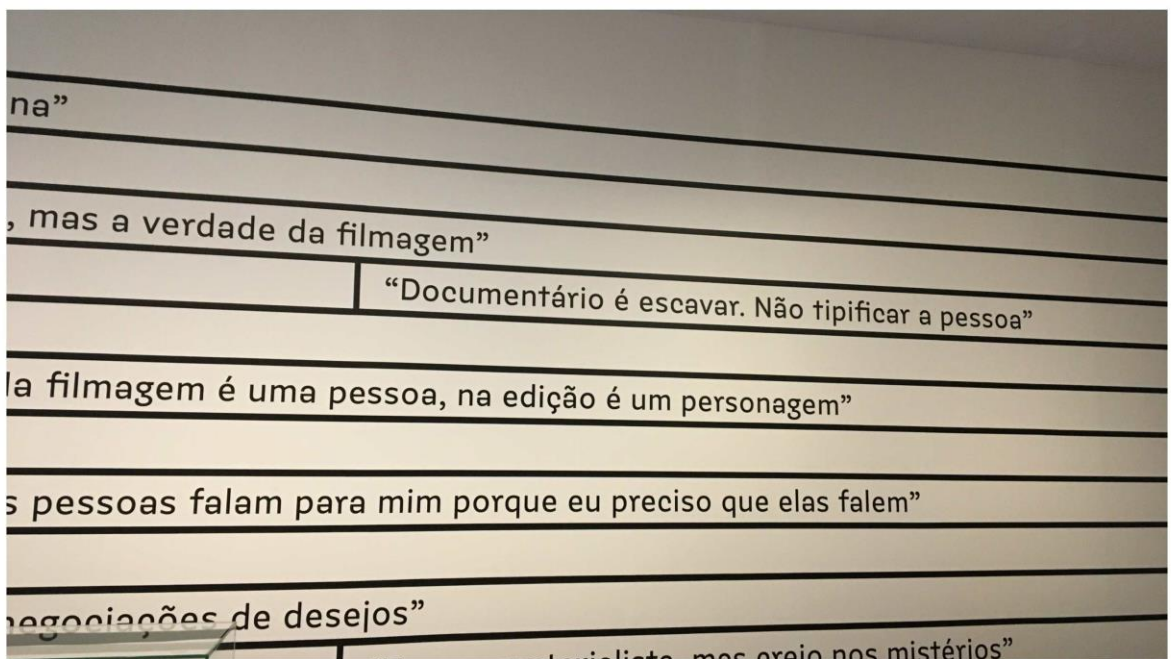 na”
, mas a verdade da filmagem”
“Documentário é escavar. Não tipificar a pessoa”
a filmagem é uma pessoa, na edição é um personagem”
s pessoas falam para mim porque eu preciso que elas falem”
negociações de desejos”
mas creio nos mistérios”